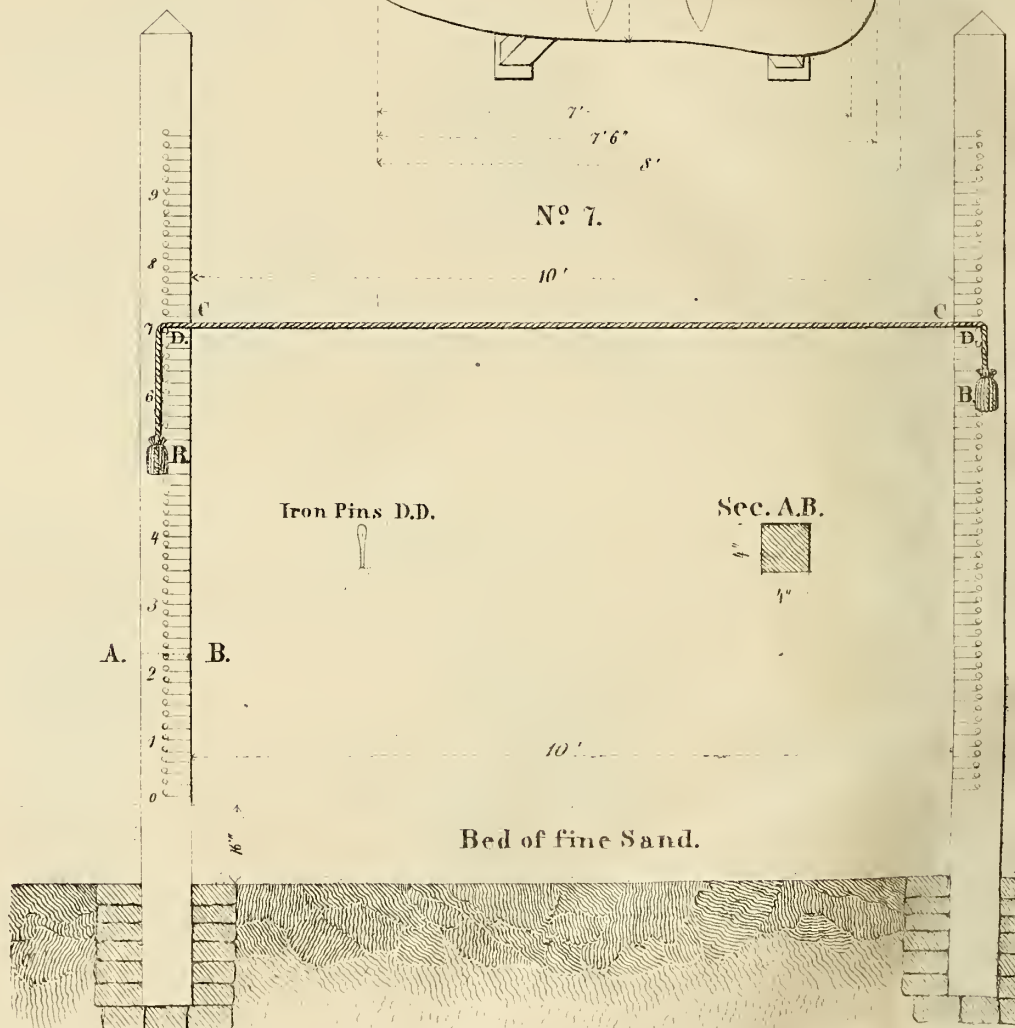 7'
7'6"
8'
Nº 7.
9
8
10'
C
C
7
D.
D.
6
B.
B.
Iron Pins D.D.
Sec. A.B.
4
4"
4"
3
A.
B.
2
1
10'
0
16"
Bed of fine Sand.